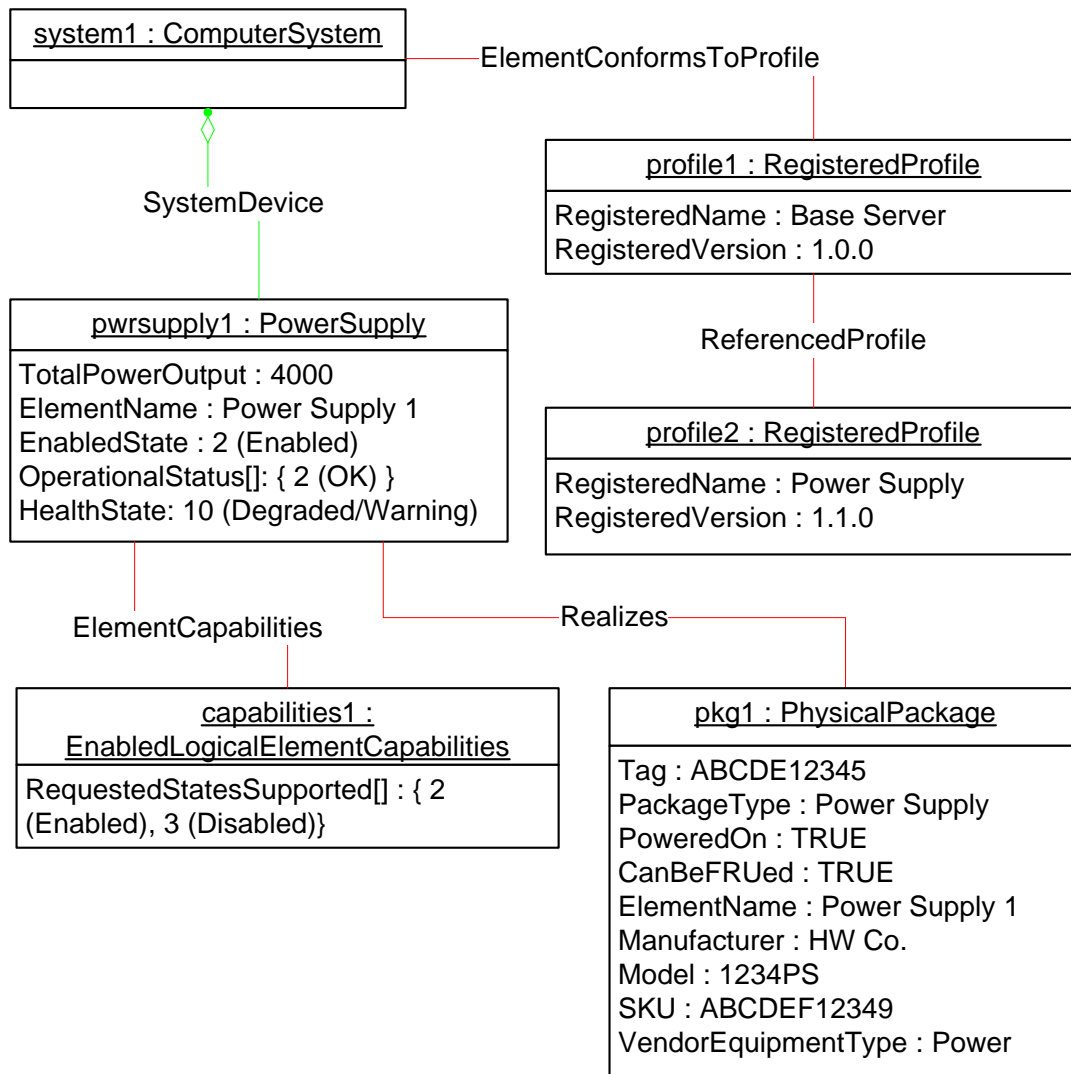 system1 : ComputerSystem
ElementConformsToProfile
profile1 : RegisteredProfile
RegisteredName : Base Server
RegisteredVersion : 1.0.0
SystemDevice
pwrsupply1 : PowerSupply
TotalPowerOutput : 4000
ElementName : Power Supply 1
EnabledState : 2 (Enabled)
OperationalStatus[]: { 2 (OK) }
HealthState: 10 (Degraded/Warning)
ReferencedProfile
profile2 : RegisteredProfile
RegisteredName : Power Supply
RegisteredVersion : 1.1.0
ElementCapabilities
Realizes
capabilities1 :
EnabledLogicalElementCapabilities
RequestedStatesSupported[] : { 2
(Enabled), 3 (Disabled)}
pkg1 : PhysicalPackage
Tag : ABCDE12345
PackageType : Power Supply
PoweredOn : TRUE
CanBeFRUed : TRUE
ElementName : Power Supply 1
Manufacturer : HW Co.
Model : 1234PS
SKU : ABCDEF12349
VendorEquipmentType : Power